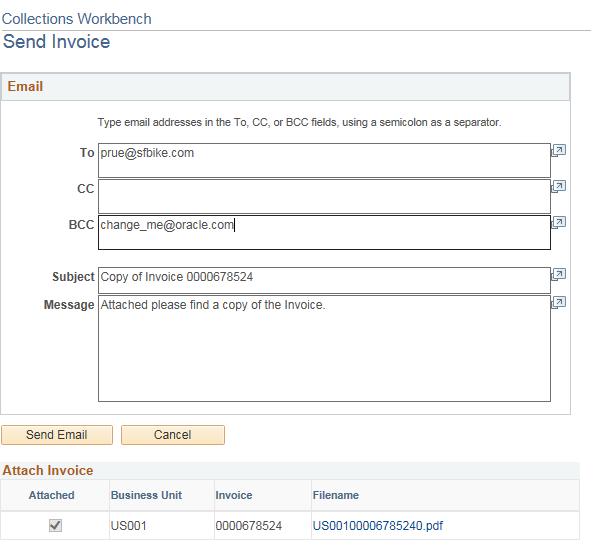 Collections Workbench
Send Invoice
Email
Type email addresses in the To, CC, or BCC fields, using a semicolon as a separator.
To prue@sfbike.com
CC
BCC change_me@oracle.com
Subject Copy of Invoice 0000678524
Message Attached please find a copy of the Invoice.
Send Email Cancel
Attach Invoice
Attached Business Unit Invoice Filename
US001 0000678524 US00100006785240.pdf